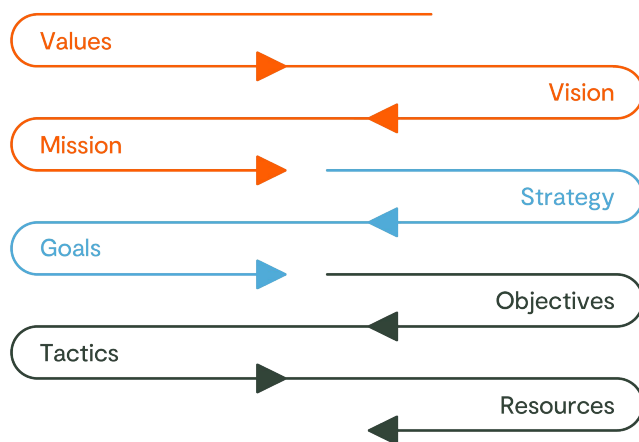 Values
Vision
Mission
Strategy
Goals
Objectives
Tactics
Resources